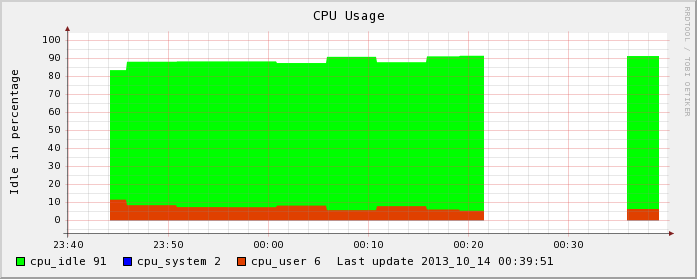 CPU Usage
RRDTOOL / TOBI OETIKER
Idle in percentage
100
90
80
70
60
50
40
30
20
10
0
23:40 23:50 00:00 00:10 00:20 00:30
cpu_idle 91 cpu_system 2 cpu_user 6 Last update 2013_10_14 00:39:51